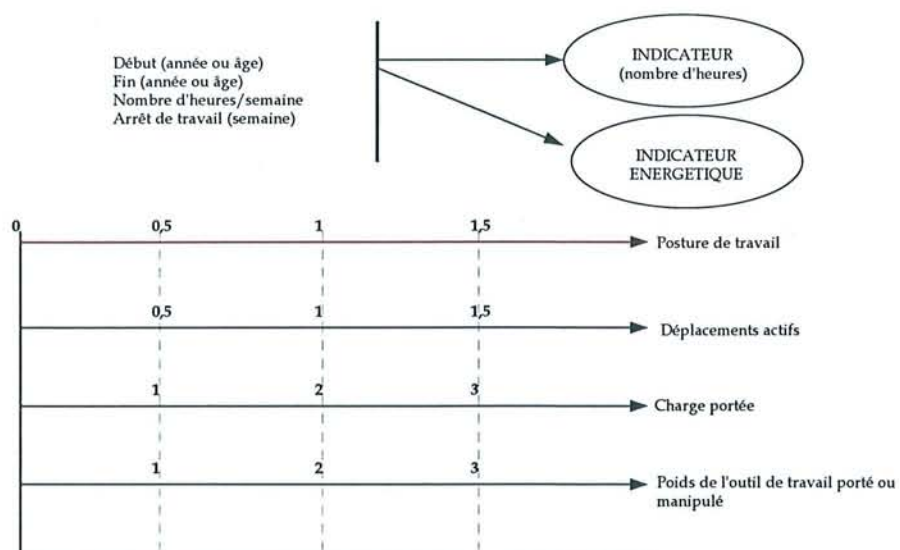 Début (année ou âge)
Fin (année ou âge)
Nombre d'heures/semaine
Arrêt de travail (semaine)
INDICATEUR
(nombre d'heures)
INDICATEUR
ENERGETIQUE
0 0,5 1 1,5
Posture de travail
0,5 1 1,5
Déplacements actifs
1 2 3
Charge portée
1 2 3
Poids de l'outil de travail porté ou
manipulé